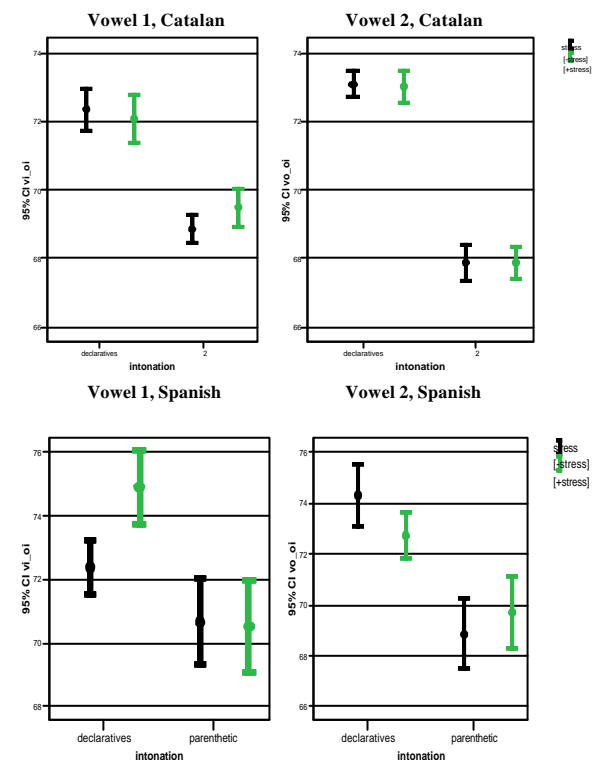 Vowel 1, Catalan
Vowel 2, Catalan
74
72
70
68
66
95% CI vi_oi
declaratives
2
intonation
74
72
70
68
66
95% CI vo_oi
declaratives
2
intonation
stress
[-stress]
[+stress]
Vowel 1, Spanish
Vowel 2, Spanish
76
74
72
70
68
95% CI vi_oi
declaratives
parenthetic
intonation
76
74
72
70
68
66
95% CI vo_oi
declaratives
parenthetic
intonation
stress
[-stress]
[+stress]